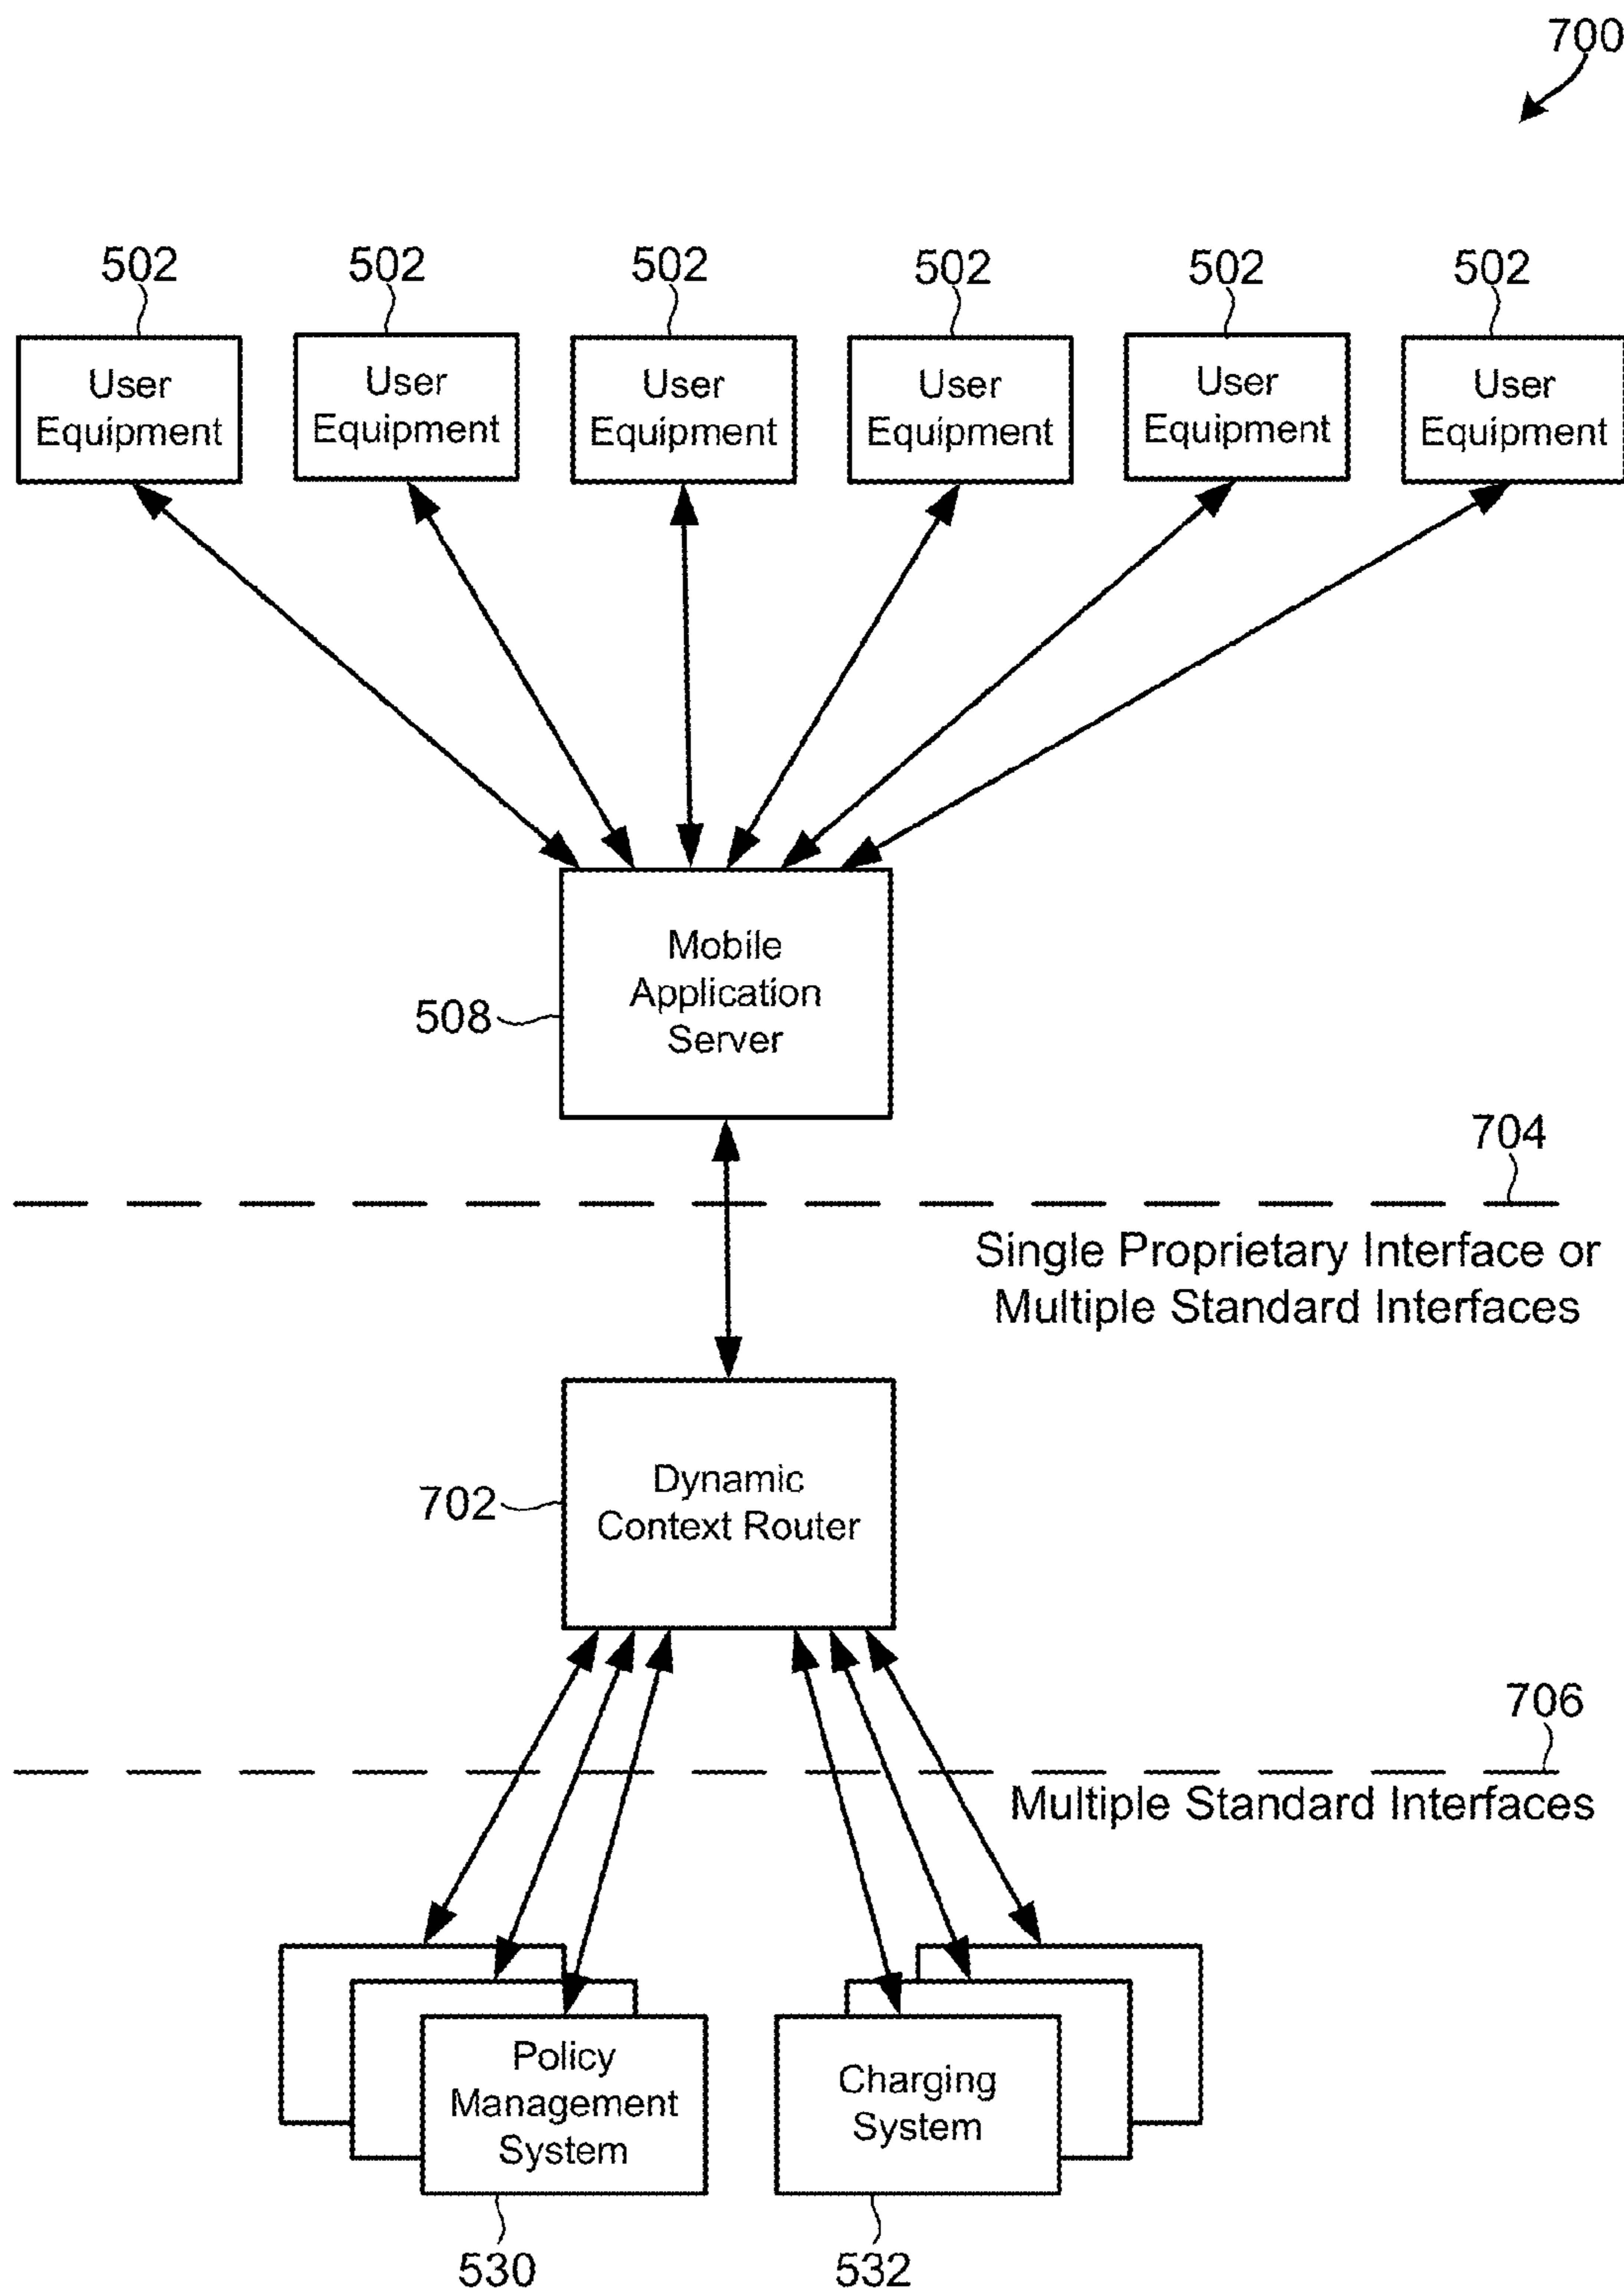 700
502 502 502 502 502 502
User Equipment
User Equipment
User Equipment
User Equipment
User Equipment
User Equipment
Mobile
Application
Server
508
704
Single Proprietary Interface or
Multiple Standard Interfaces
Dynamic
Context Router
702
706
Multiple Standard Interfaces
Policy
Management
System
Charging
System
530
532